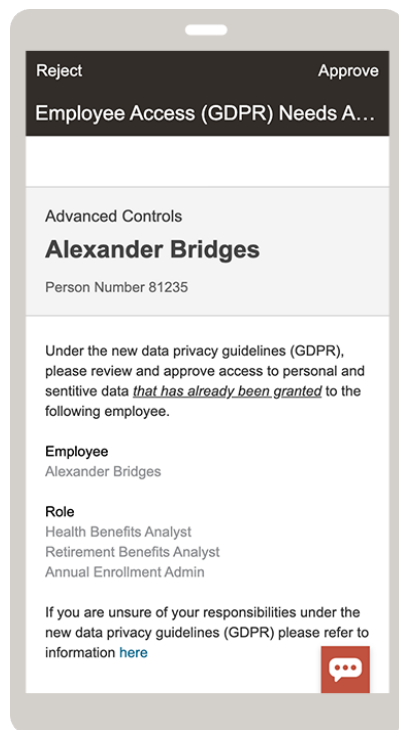 Reject Approve
Employee Access (GDPR) Needs A...
Advanced Controls
Alexander Bridges
Person Number 81235
Under the new data privacy guidelines (GDPR),
please review and approve access to personal and
sentitive data that has already been granted to the
following employee.
Employee
Alexander Bridges
Role
Health Benefits Analyst
Retirement Benefits Analyst
Annual Enrollment Admin
If you are unsure of your responsibilities under the
new data privacy guidelines (GDPR) please refer to
information here